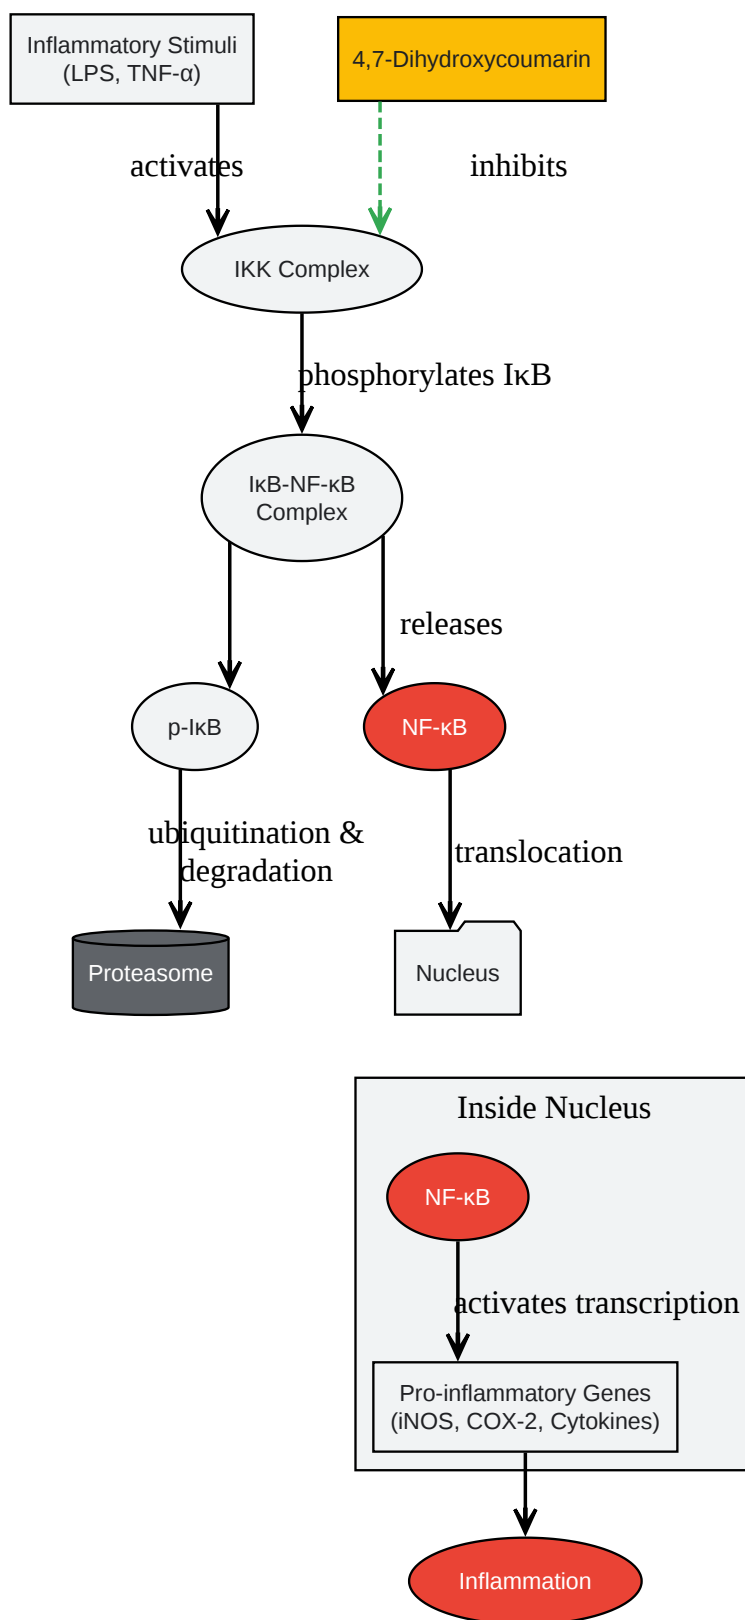 Inflammatory Stimuli
(LPS, TNF-α)
4,7-Dihydroxycoumarin
activates
inhibits
IKK Complex
phosphorylates IκB
IκB-NF-κB
Complex
releases
p-IκB
NF-κB
ubiquitination &
degradation
translocation
Proteasome
Nucleus
Inside Nucleus
NF-κB
activates transcription
Pro-inflammatory Genes
(iNOS, COX-2, Cytokines)
Inflammation